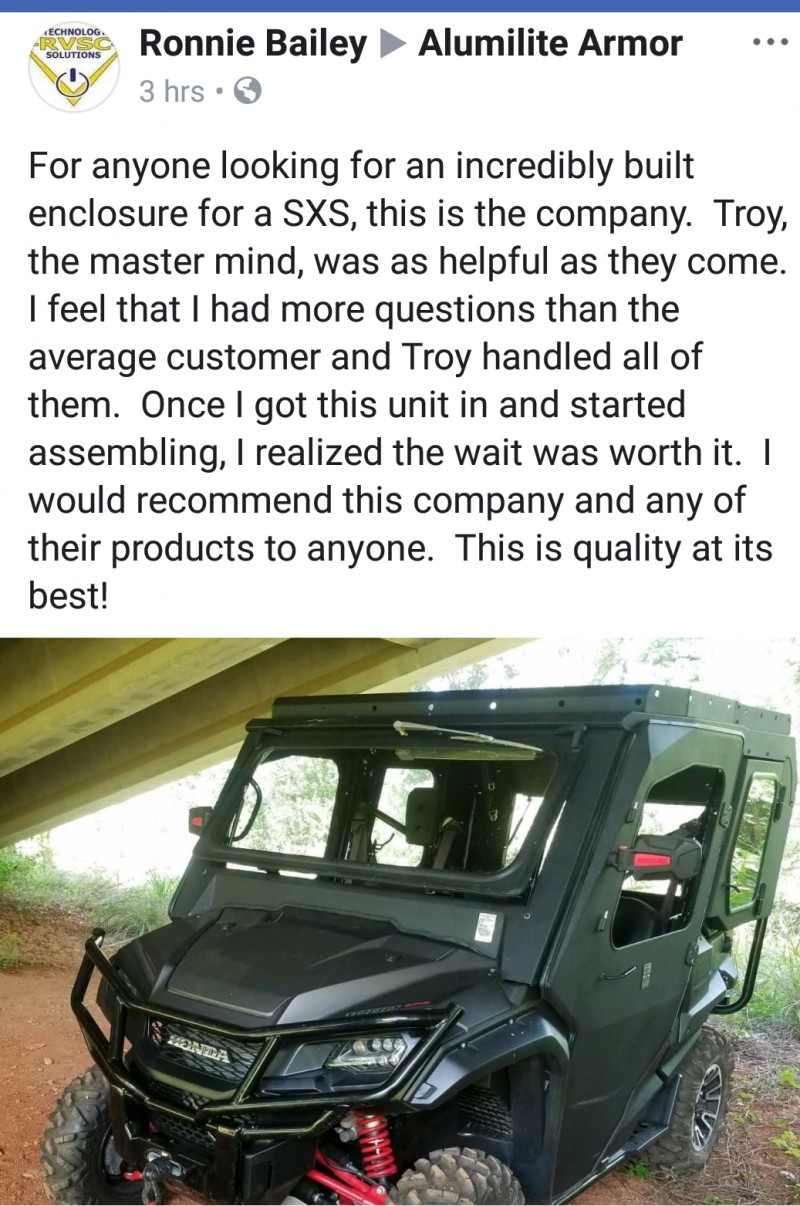 TECHNOLOGY
RVSC
SOLUTIONS
Ronnie Bailey ▶ Alumilite Armor
3 hrs •
For anyone looking for an incredibly built
enclosure for a SXS, this is the company.  Troy,
the master mind, was as helpful as they come.
I feel that I had more questions than the
average customer and Troy handled all of
them.  Once I got this unit in and started
assembling, I realized the wait was worth it.  I
would recommend this company and any of
their products to anyone.  This is quality at its
best!
HONDA